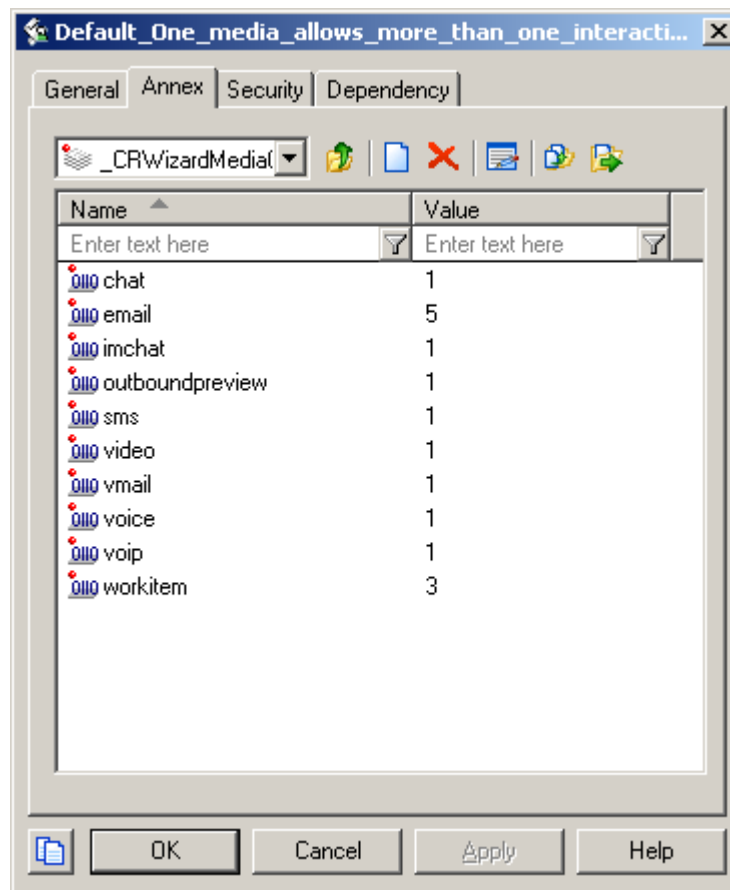 Default_One_media_allows_more_than_one_interacti...
General Annex Security Dependency
_CRWizardMedia(
Name Value
Enter text here Enter text here
chat 1
email 5
imchat 1
outboundpreview 1
sms 1
video 1
vmail 1
voice 1
voip 1
workitem 3
OK Cancel Apply Help